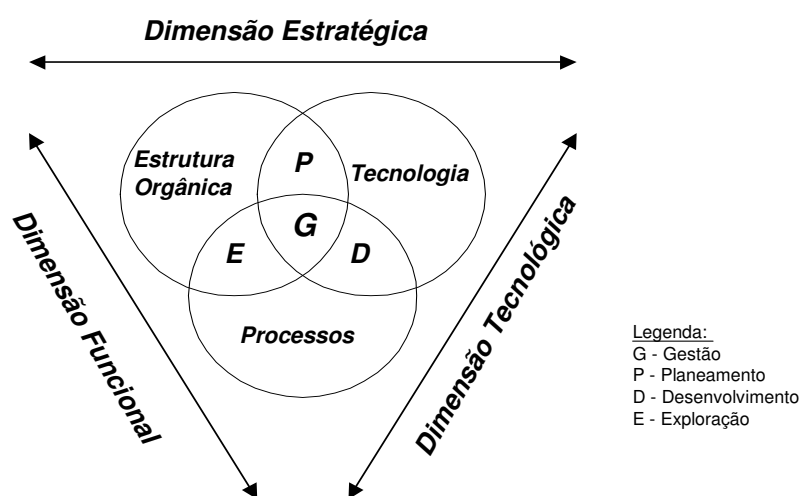 Dimensão Estratégica
Estrutura
Orgânica
P
Tecnologia
G
E
D
Processos
Dimensão Funcional
Dimensão Tecnológica
Legenda:
G - Gestão
P - Planeamento
D - Desenvolvimento
E - Exploração